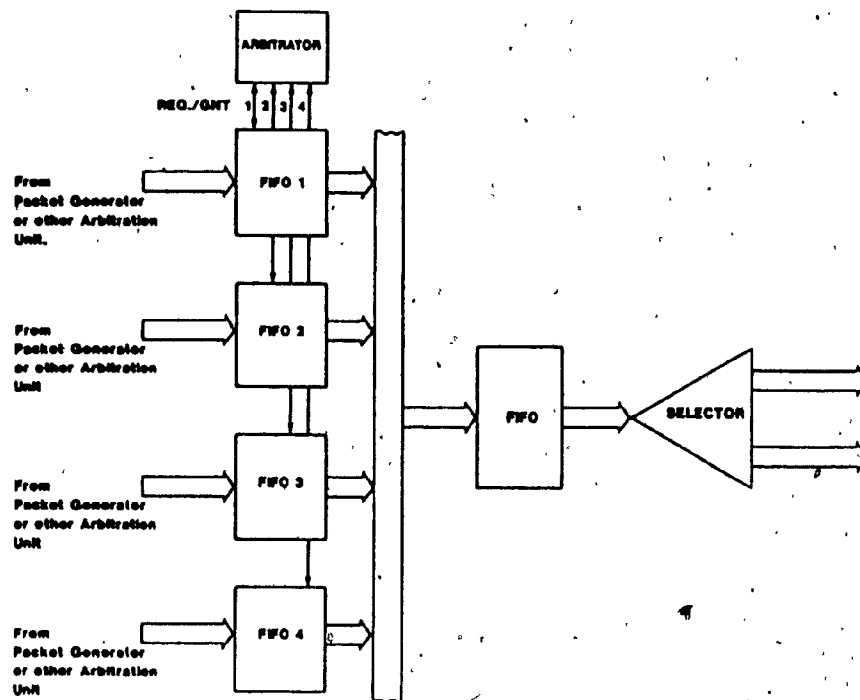 ARBITRATOR
REQ./GNT 1 2 3 4
From
Packet Generator
or other Arbitration
Unit.
FIFO 1
From
Packet Generator
or other Arbitration
Unit
FIFO 2
FIFO
SELECTOR
From
Packet Generator
or other Arbitration
Unit
FIFO 3
From
Packet Generator
or other Arbitration
Unit
FIFO 4